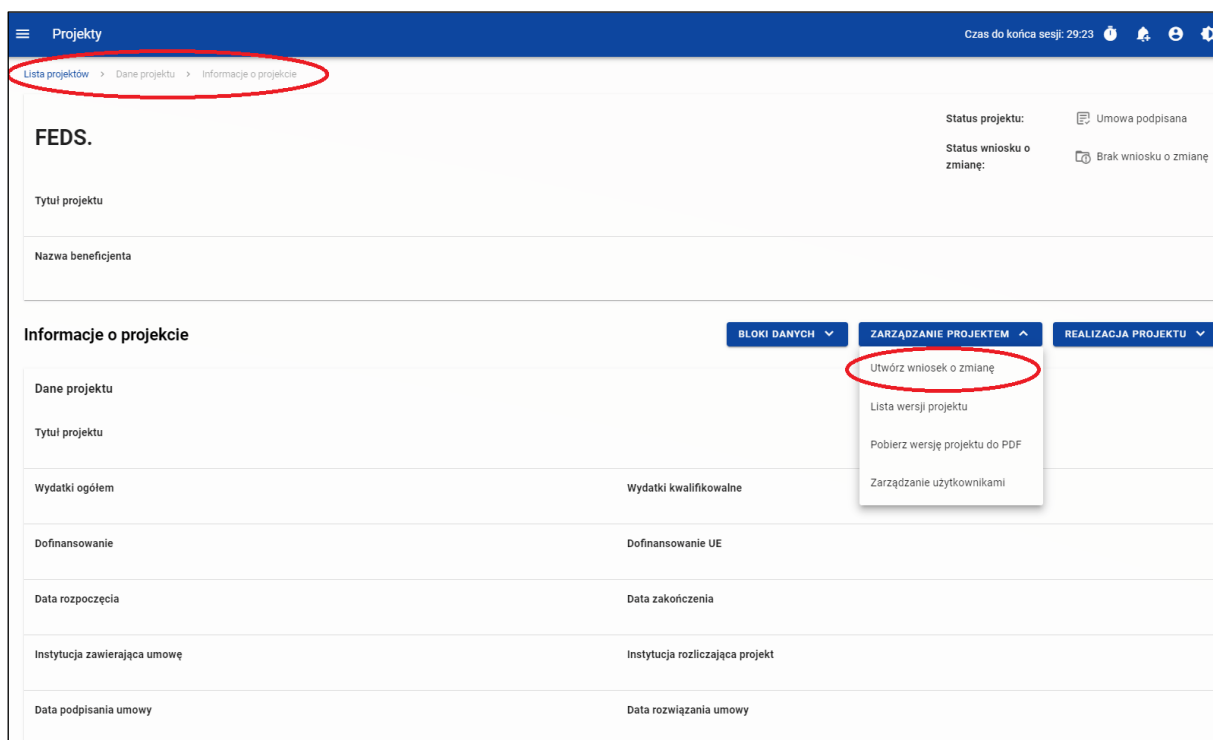 Projekty
Czas do końca sesji: 29:23
Lista projektów > Dane projektu > Informacje o projekcie
FEDS.
Status projektu: Umowa podpisana
Status wniosku o zmianę: Brak wniosku o zmianę
Tytuł projektu
Nazwa beneficjenta
Informacje o projekcie
BLOKI DANYCH
ZARZĄDZANIE PROJEKTEM
REALIZACJA PROJEKTU
Utwórz wniosek o zmianę
Lista wersji projektu
Pobierz wersję projektu do PDF
Zarządzanie użytkownikami
Dane projektu
Tytuł projektu
Wydatki ogółem
Wydatki kwalifikowalne
Dofinansowanie
Dofinansowanie UE
Data rozpoczęcia
Data zakończenia
Instytucja zawierająca umowę
Instytucja rozliczająca projekt
Data podpisania umowy
Data rozwiązania umowy